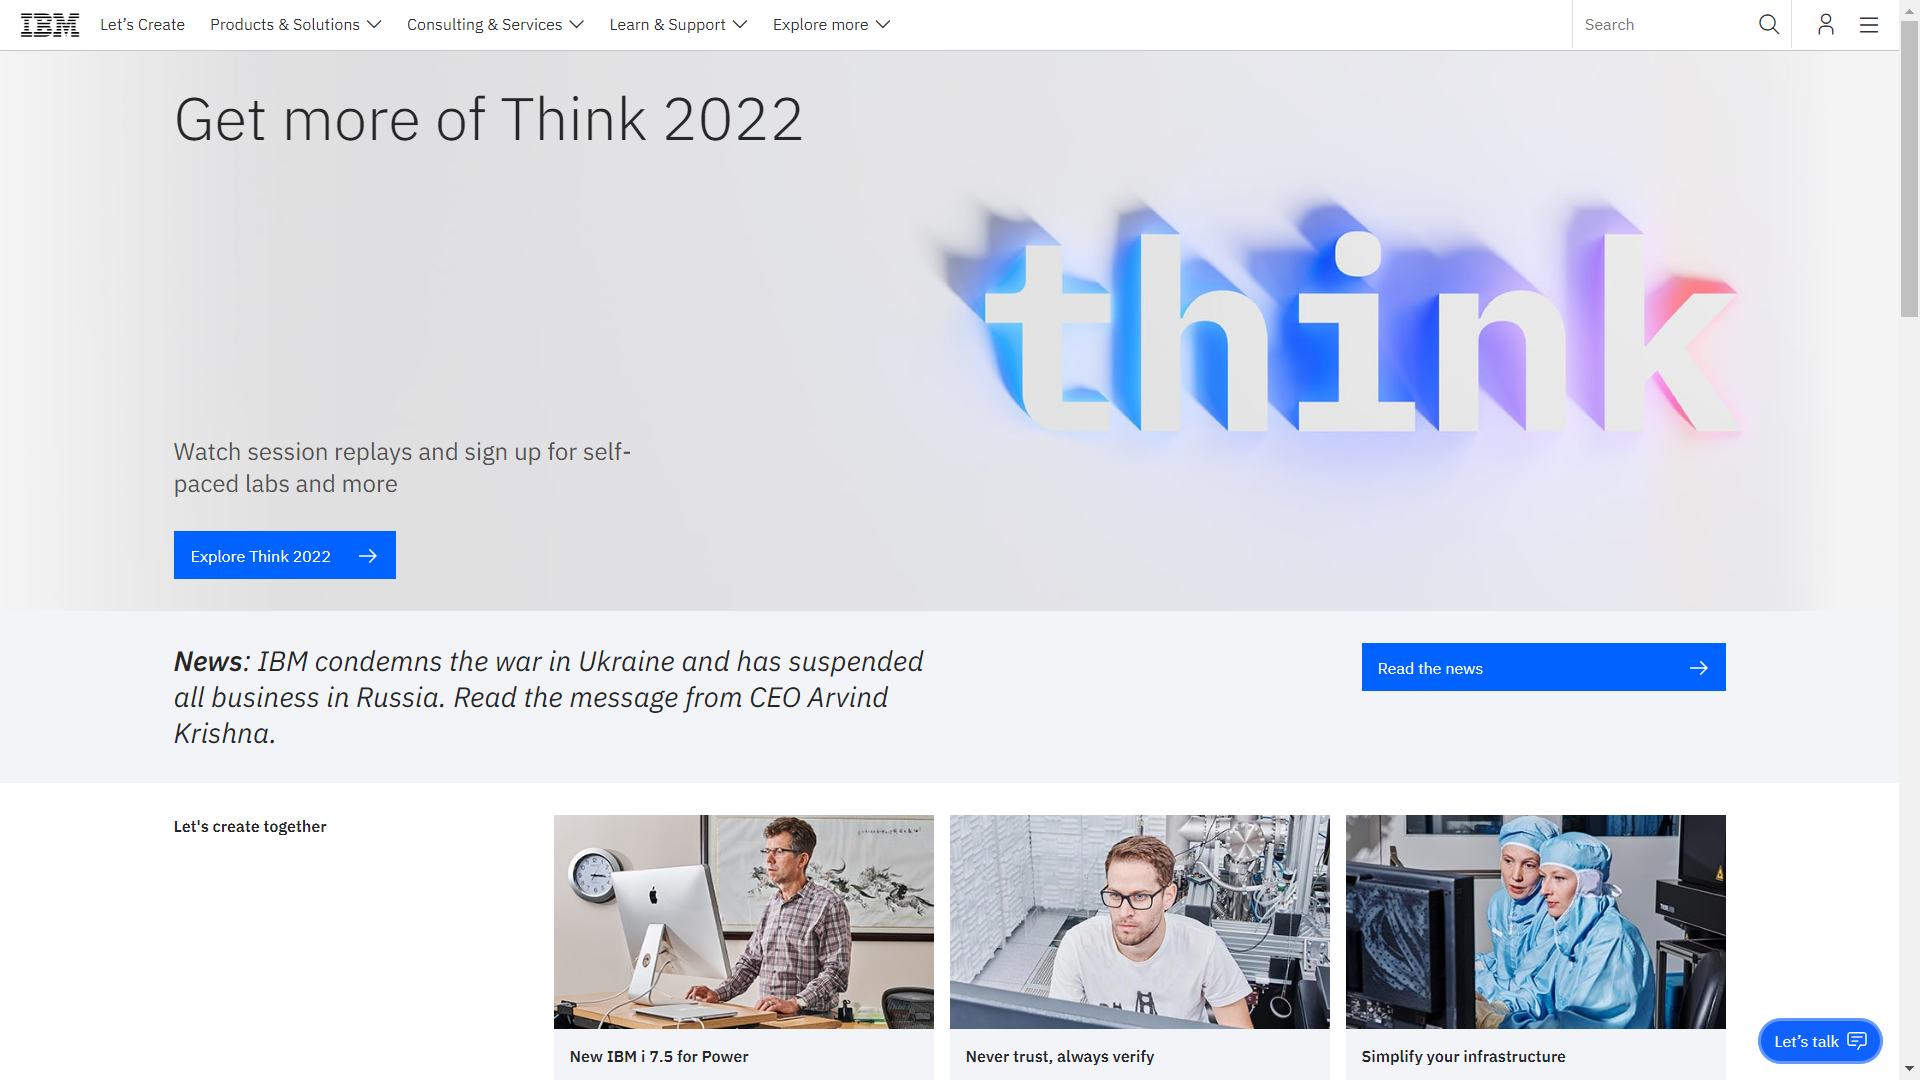 IBM Let's Create Products & Solutions Consulting & Services Learn & Support Explore more Search
Get more of Think 2022
think
Watch session replays and sign up for self-
paced labs and more
Explore Think 2022
News: IBM condemns the war in Ukraine and has suspended
all business in Russia. Read the message from CEO Arvind
Krishna.
Read the news
Let's create together
New IBM i 7.5 for Power
Never trust, always verify
Simplify your infrastructure
Let's talk